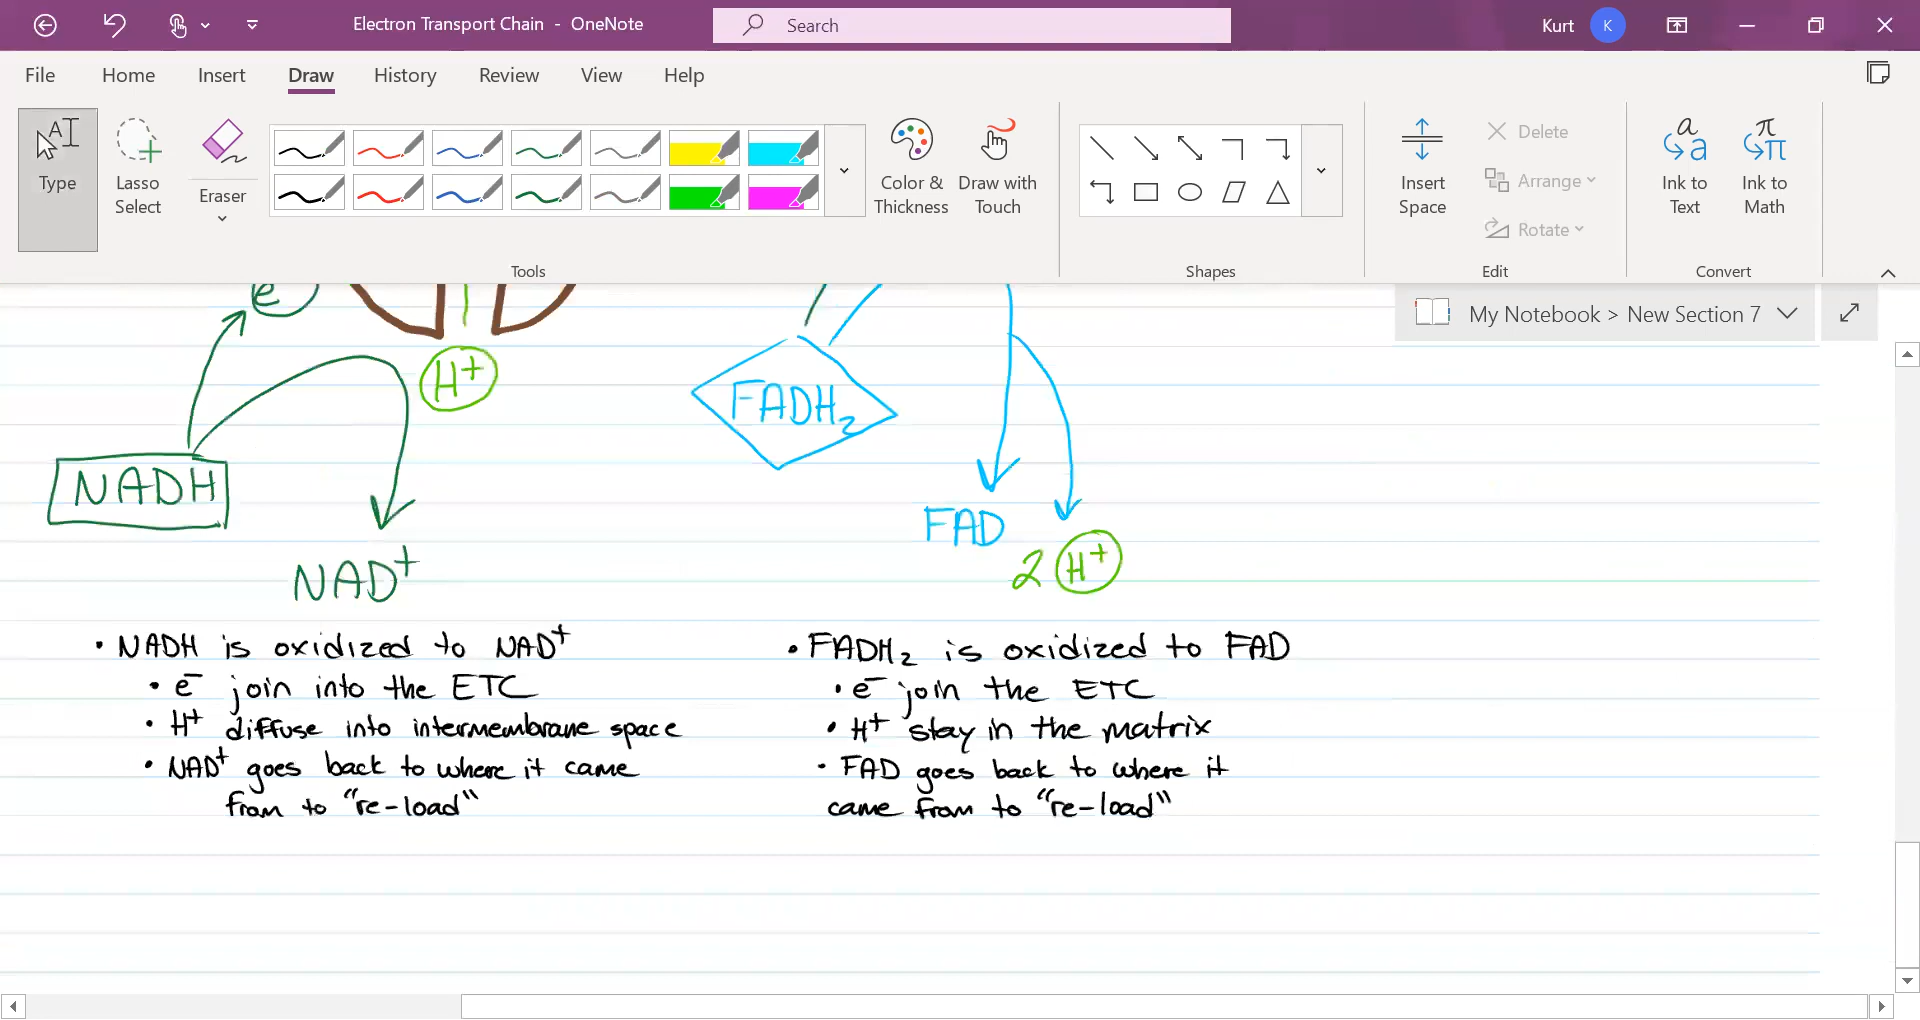 Electron Transport Chain - OneNote
Search
Kurt
K
File
Home
Insert
Draw
History
Review
View
Help
Type
Lasso
Select
Eraser
Color &
Thickness
Draw with
Touch
Tools
Shapes
Insert
Space
Delete
Arrange
Rotate
Edit
Ink to
Text
Ink to
Math
Convert
My Notebook > New Section 7
e
H+
NADH
NAD+
FADH2
FAD
2 H+
• NADH is oxidized to NAD+
• e- join into the ETC
• H+ diffuse into intermembrane space
• NAD+ goes back to where it came
from to "re-load"
• FADH2 is oxidized to FAD
• e- join the ETC
• H+ stay in the matrix
• FAD goes back to where it
came from to "re-load"